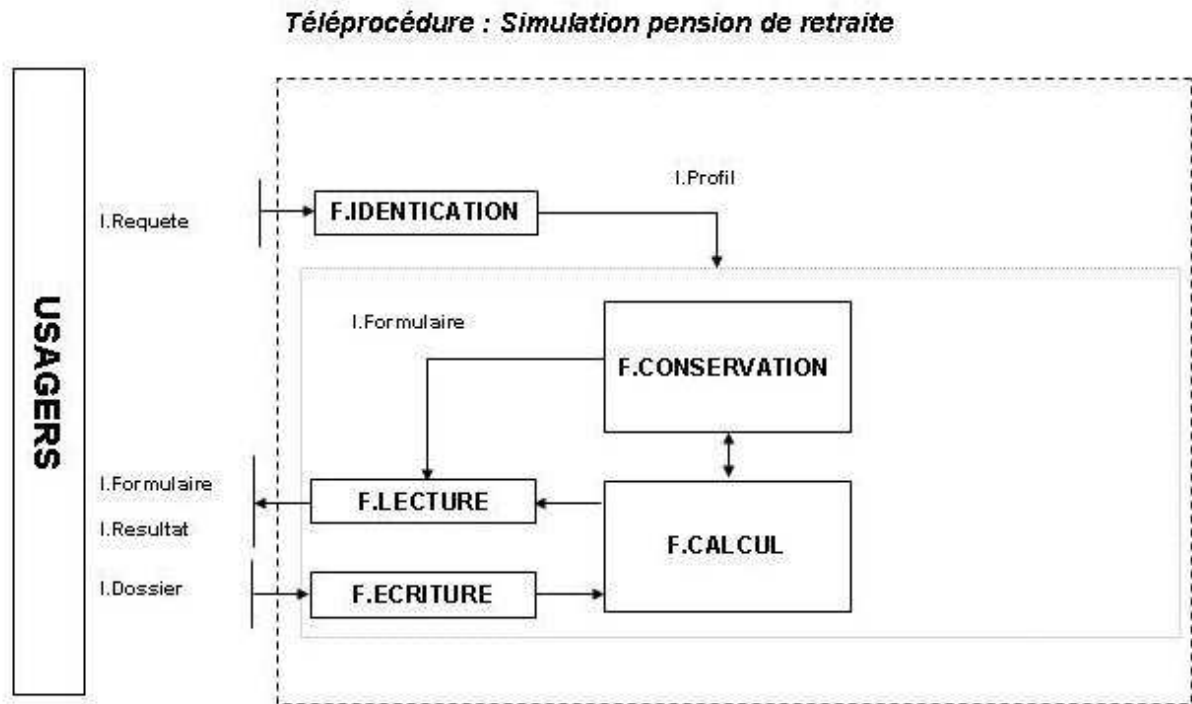 Téléprocédure : Simulation pension de retraite
USAGERS
I.Requete
F.IDENTICATION
I.Profil
I.Formulaire
F.CONSERVATION
I.Formulaire
I.Resultat
F.LECTURE
F.CALCUL
I.Dossier
F.ECRITURE